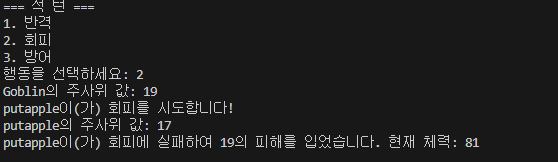 === 적 턴 ===
1. 반격
2. 회피
3. 방어
행동을 선택하세요: 2
Goblin의 주사위 값: 19
putapple이(가) 회피를 시도합니다!
putapple의 주사위 값: 17
putapple이(가) 회피에 실패하여 19의 피해를 입었습니다. 현재 체력: 81